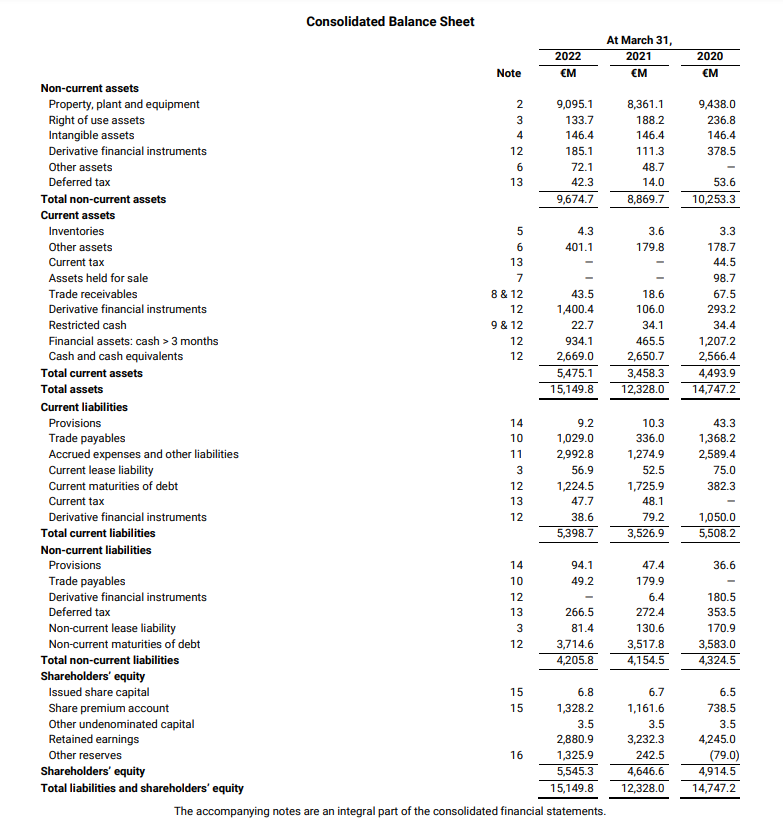 Consolidated Balance Sheet
At March 31,
2022 2021 2020
Note €M €M €M
Non-current assets
Property, plant and equipment 2 9,095.1 8,361.1 9,438.0
Right of use assets 3 133.7 188.2 236.8
Intangible assets 4 146.4 146.4 146.4
Derivative financial instruments 12 185.1 111.3 378.5
Other assets 6 72.1 48.7 —
Deferred tax 13 42.3 14.0 53.6
Total non-current assets 9,674.7 8,869.7 10,253.3
Current assets
Inventories 5 4.3 3.6 3.3
Other assets 6 401.1 179.8 178.7
Current tax 13 — — 44.5
Assets held for sale 7 — — 98.7
Trade receivables 8 & 12 43.5 18.6 67.5
Derivative financial instruments 12 1,400.4 106.0 293.2
Restricted cash 9 & 12 22.7 34.1 34.4
Financial assets: cash > 3 months 12 934.1 465.5 1,207.2
Cash and cash equivalents 12 2,669.0 2,650.7 2,566.4
Total current assets 5,475.1 3,458.3 4,493.9
Total assets 15,149.8 12,328.0 14,747.2
Current liabilities
Provisions 14 9.2 10.3 43.3
Trade payables 10 1,029.0 336.0 1,368.2
Accrued expenses and other liabilities 11 2,992.8 1,274.9 2,589.4
Current lease liability 3 56.9 52.5 75.0
Current maturities of debt 12 1,224.5 1,725.9 382.3
Current tax 13 47.7 48.1 —
Derivative financial instruments 12 38.6 79.2 1,050.0
Total current liabilities 5,398.7 3,526.9 5,508.2
Non-current liabilities
Provisions 14 94.1 47.4 36.6
Trade payables 10 49.2 179.9 —
Derivative financial instruments 12 — 6.4 180.5
Deferred tax 13 266.5 272.4 353.5
Non-current lease liability 3 81.4 130.6 170.9
Non-current maturities of debt 12 3,714.6 3,517.8 3,583.0
Total non-current liabilities 4,205.8 4,154.5 4,324.5
Shareholders' equity
Issued share capital 15 6.8 6.7 6.5
Share premium account 15 1,328.2 1,161.6 738.5
Other undenominated capital 3.5 3.5 3.5
Retained earnings 2,880.9 3,232.3 4,245.0
Other reserves 16 1,325.9 242.5 (79.0)
Shareholders' equity 5,545.3 4,646.6 4,914.5
Total liabilities and shareholders' equity 15,149.8 12,328.0 14,747.2
The accompanying notes are an integral part of the consolidated financial statements.